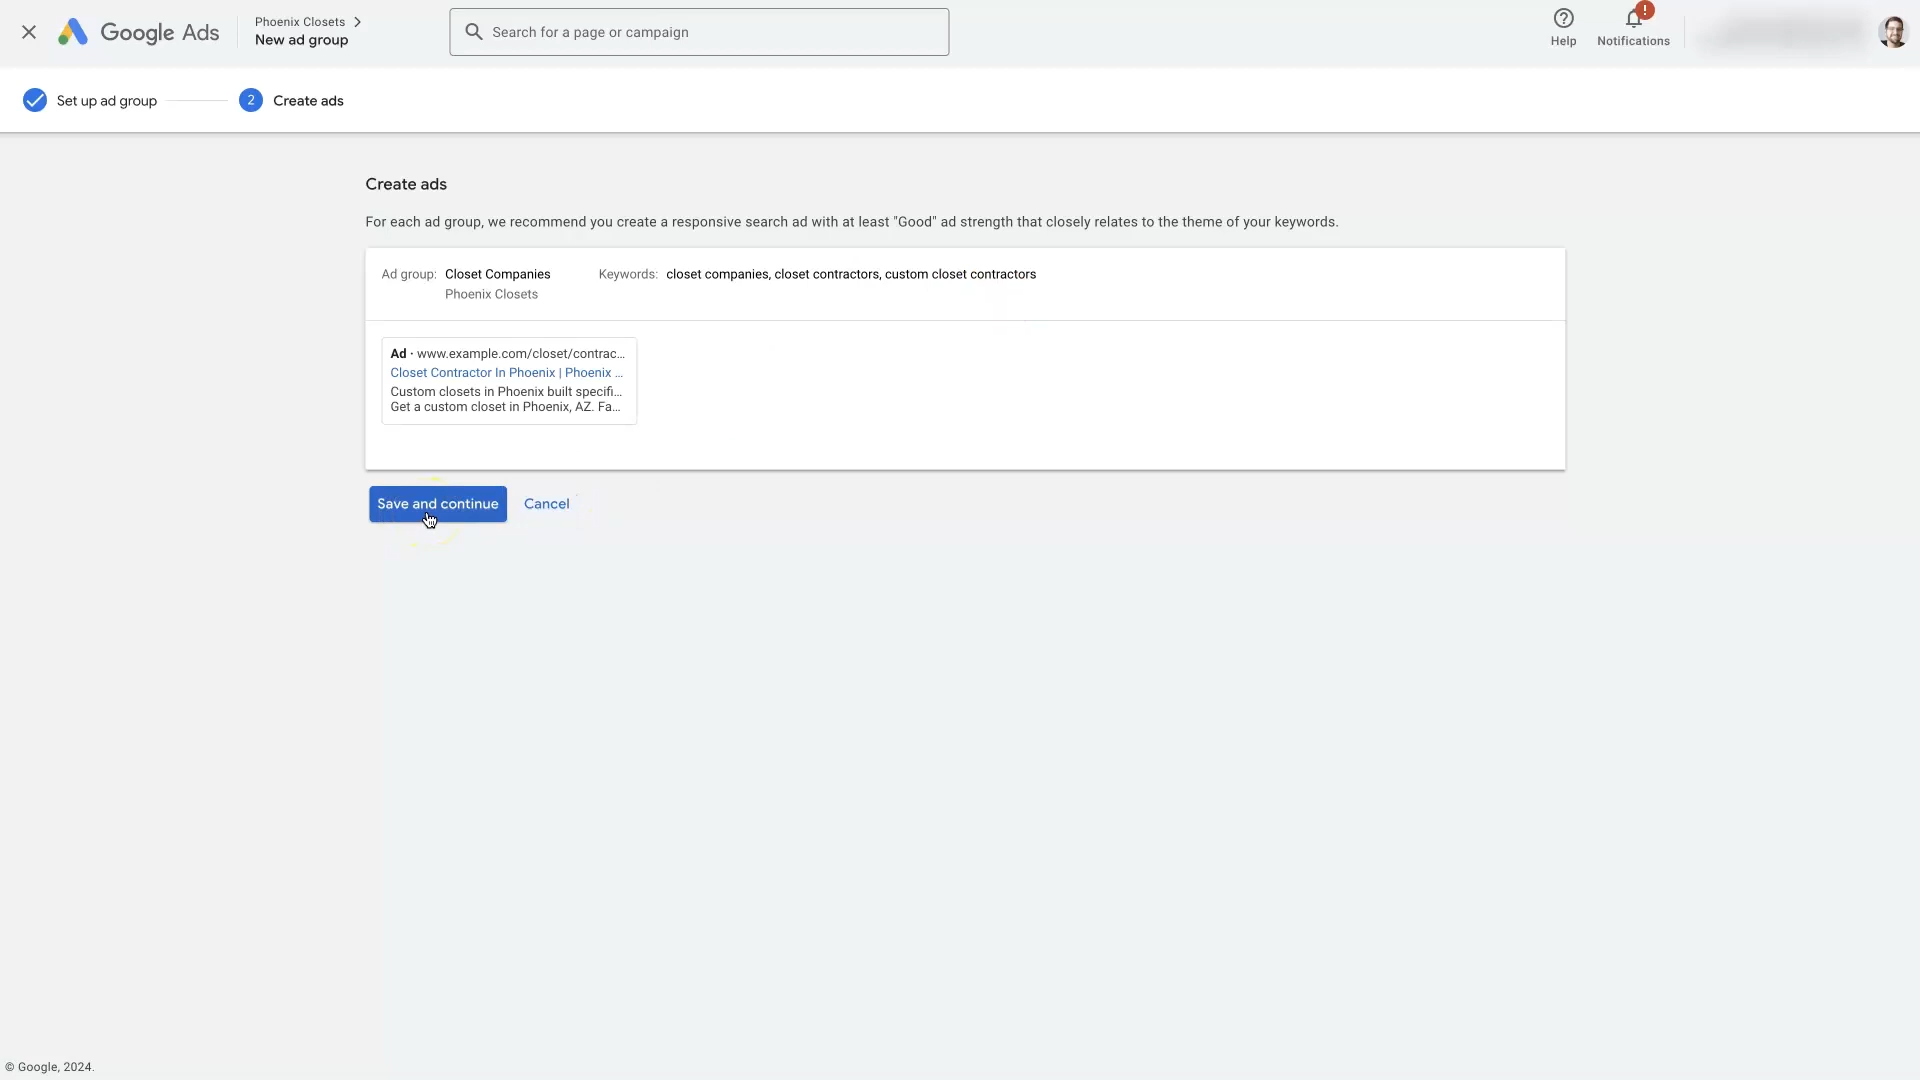 Google Ads
Phoenix Closets
New ad group
Search for a page or campaign
Help
!
Notifications
Set up ad group
2
Create ads
Create ads
For each ad group, we recommend you create a responsive search ad with at least "Good" ad strength that closely relates to the theme of your keywords.
Ad group: Closet Companies
Phoenix Closets
Keywords: closet companies, closet contractors, custom closet contractors
Ad · www.example.com/closet/contrac...
Closet Contractor In Phoenix | Phoenix ...
Custom closets in Phoenix built specifi...
Get a custom closet in Phoenix, AZ. Fa...
Save and continue
Cancel
© Google, 2024.